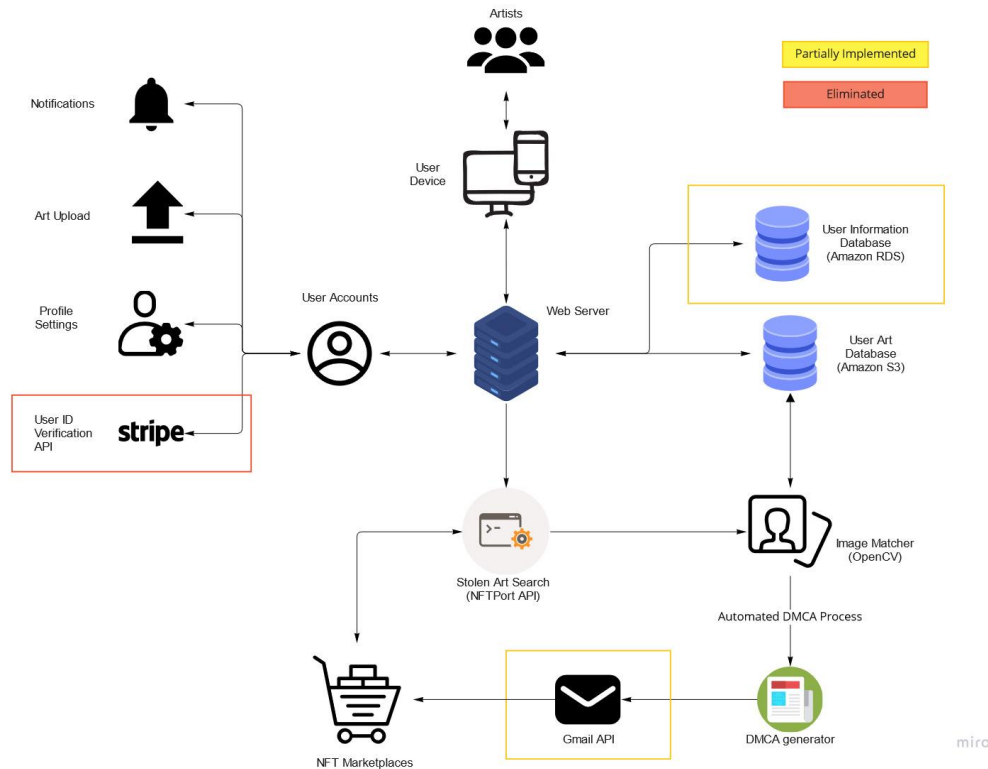 Artists
Partially Implemented
Eliminated
Notifications
User
Device
Art Upload
User Information
Database
(Amazon RDS)
Profile
Settings
User Accounts
Web Server
User Art
Database
(Amazon S3)
User ID
Verification
API
stripe
Stolen Art Search
(NFTPort API)
Image Matcher
(OpenCV)
Automated DMCA Process
Gmail API
DMCA generator
NFT Marketplaces
miro